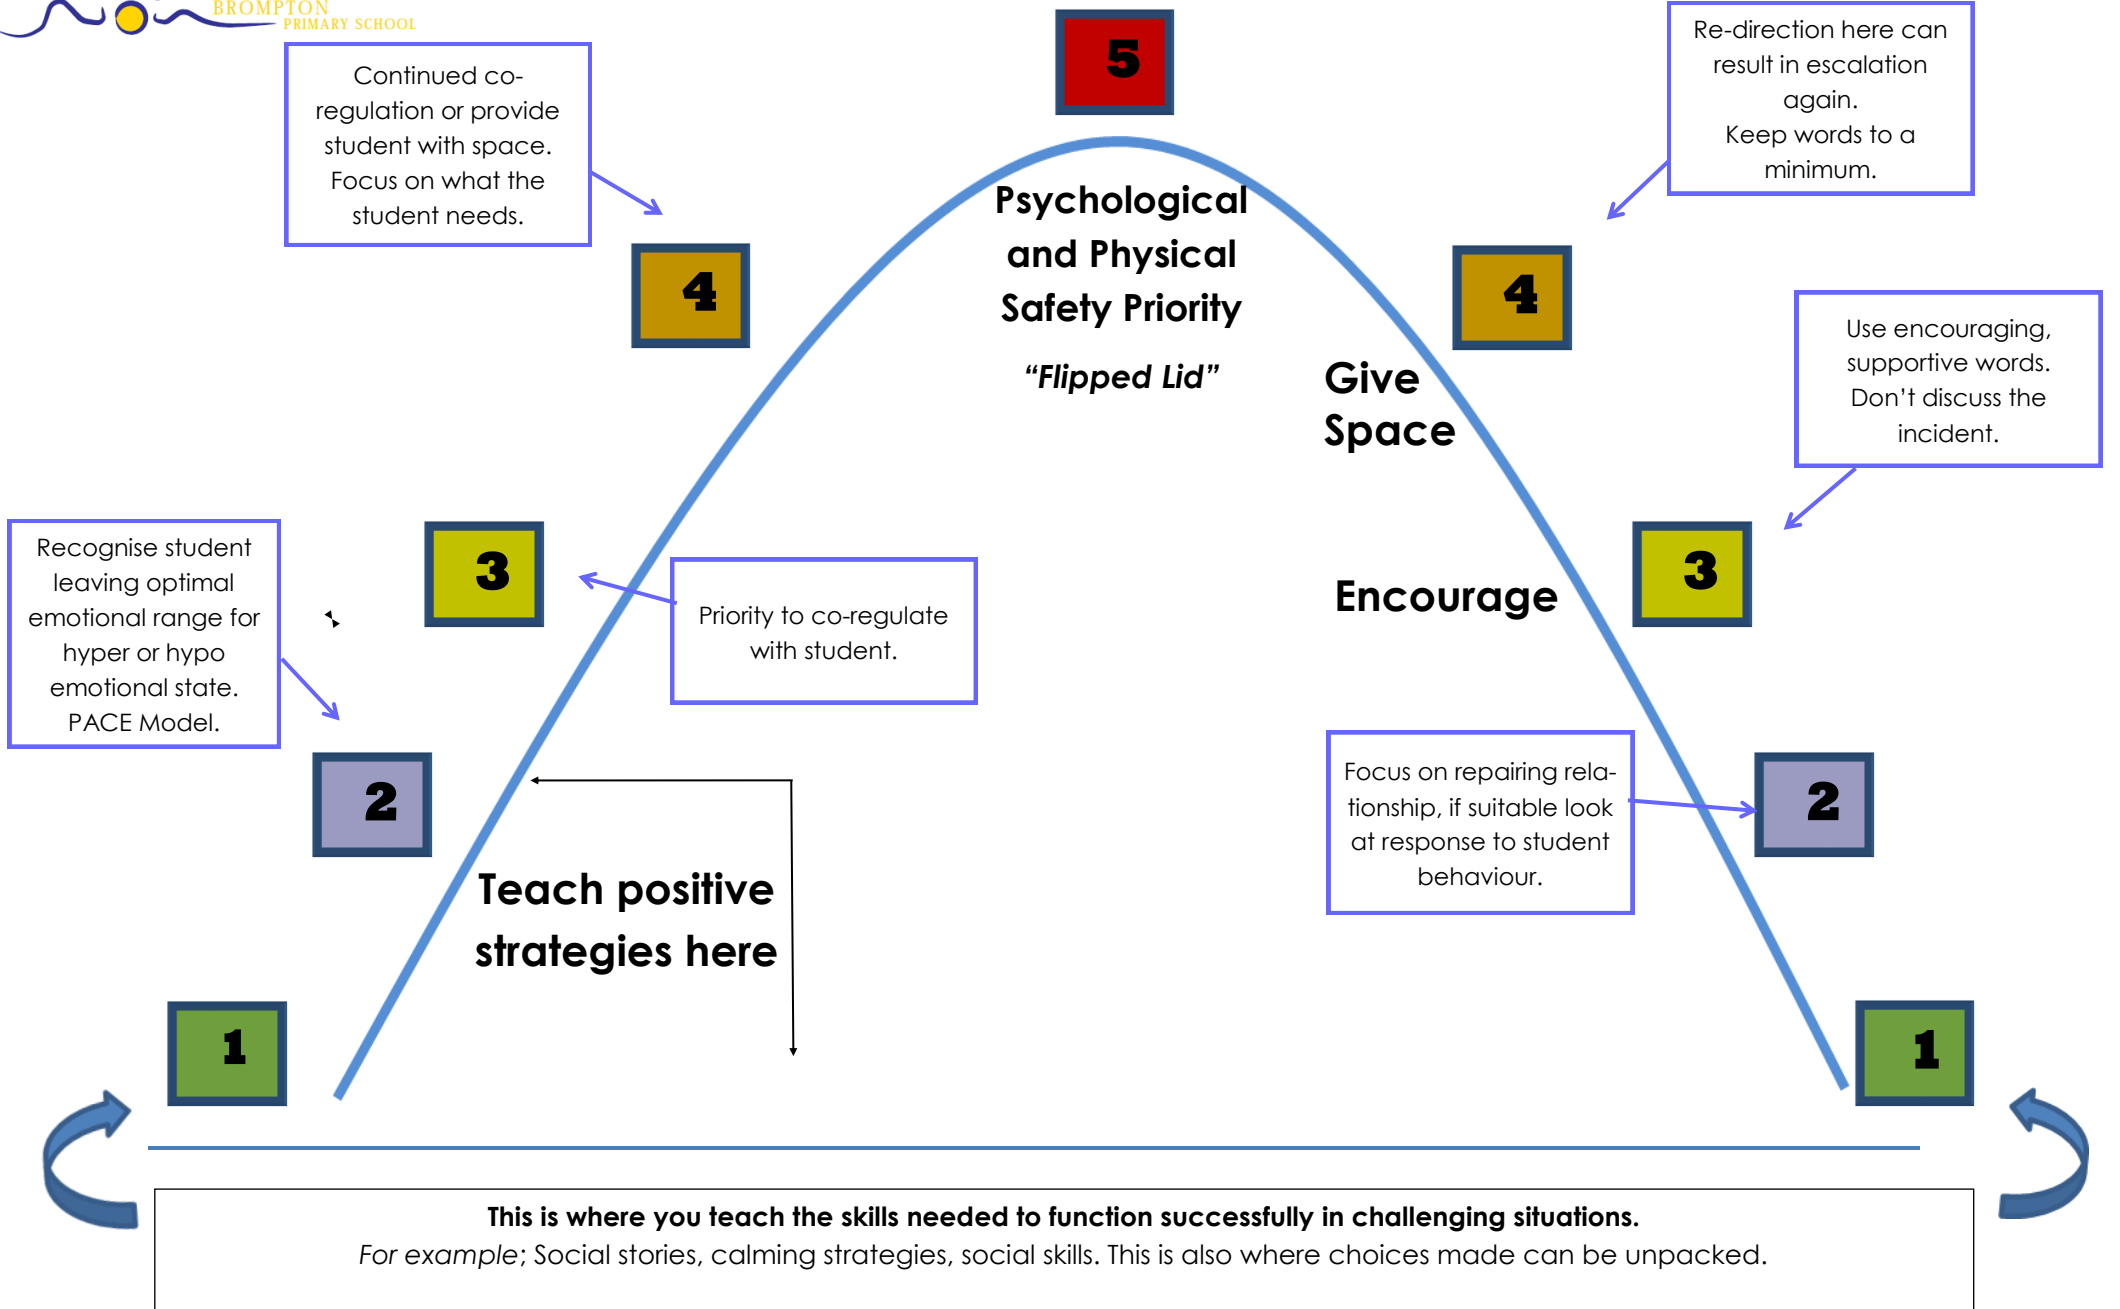 BROMPTON
PRIMARY SCHOOL
Continued co-
regulation or provide
student with space.
Focus on what the
student needs.
5
Re-direction here can
result in escalation
again.
Keep words to a
minimum.
Psychological
and Physical
Safety Priority
“Flipped Lid”
4
4
Give
Space
Use encouraging,
supportive words.
Don’t discuss the
incident.
Recognise student
leaving optimal
emotional range for
hyper or hypo
emotional state.
PACE Model.
3
Priority to co-regulate
with student.
Encourage
3
2
Focus on repairing rela-
tionship, if suitable look
at response to student
behaviour.
2
Teach positive
strategies here
1
1
This is where you teach the skills needed to function successfully in challenging situations.
For example; Social stories, calming strategies, social skills. This is also where choices made can be unpacked.